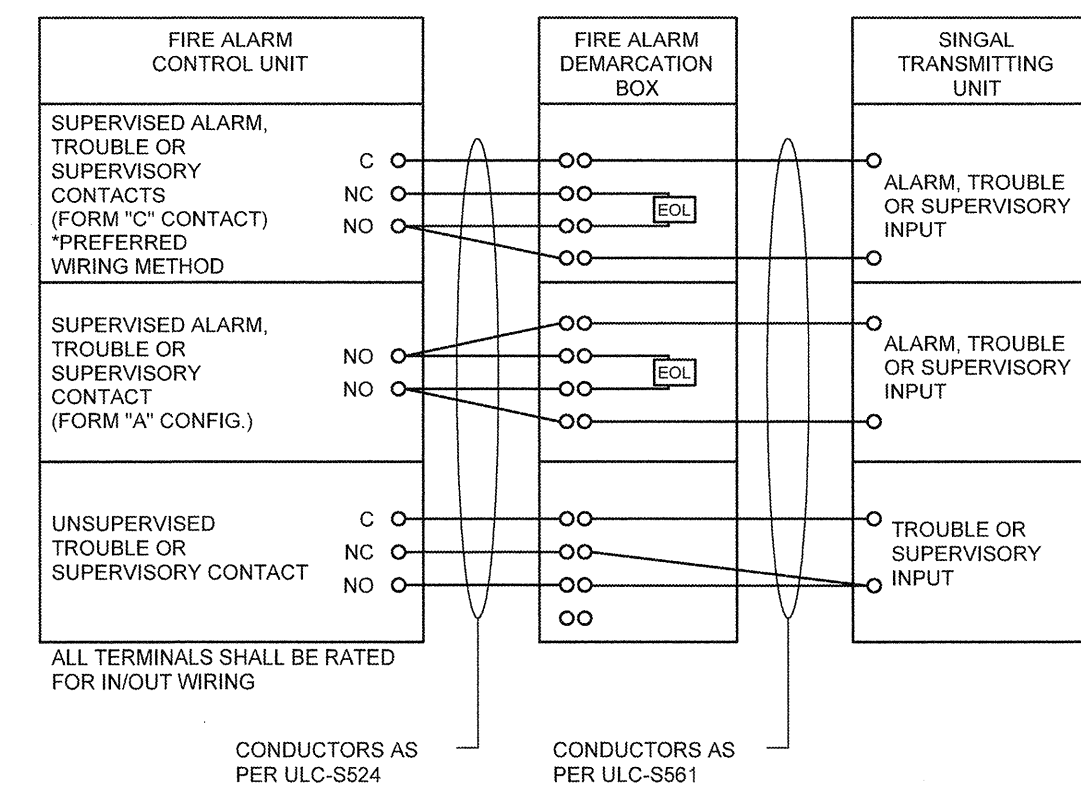 FIRE ALARM
CONTROL UNIT
FIRE ALARM
DEMARCATION
BOX
SINGAL
TRANSMITTING
UNIT
SUPERVISED ALARM,
TROUBLE OR
SUPERVISORY
CONTACTS
(FORM "C" CONTACT)
*PREFERRED
WIRING METHOD
C
NC
NO
EOL
ALARM, TROUBLE
OR SUPERVISORY
INPUT
SUPERVISED ALARM,
TROUBLE OR
SUPERVISORY
CONTACT
(FORM "A" CONFIG.)
NO
NO
EOL
ALARM, TROUBLE
OR SUPERVISORY
INPUT
UNSUPERVISED
TROUBLE OR
SUPERVISORY CONTACT
C
NC
NO
TROUBLE OR
SUPERVISORY
INPUT
ALL TERMINALS SHALL BE RATED
FOR IN/OUT WIRING
CONDUCTORS AS
PER ULC-S524
CONDUCTORS AS
PER ULC-S561